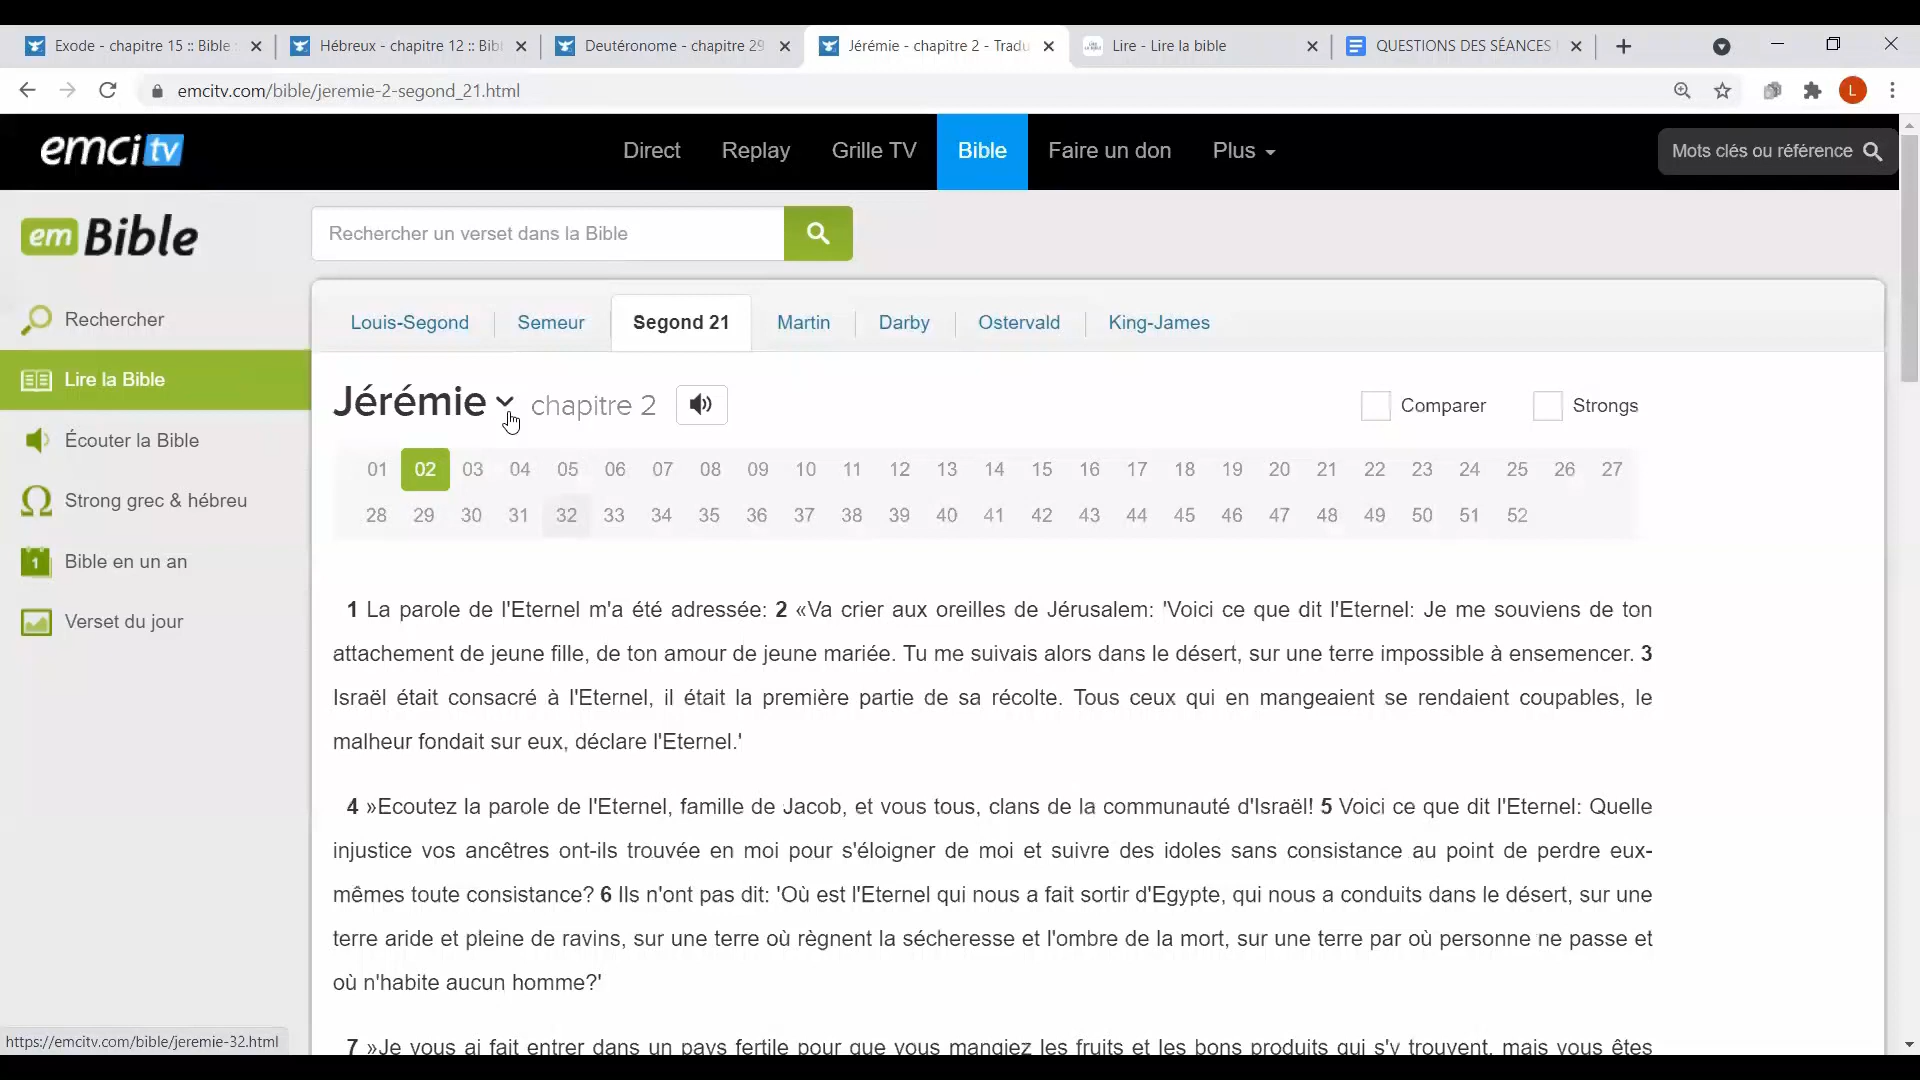 Exode - chapitre 15 :: Bible
Hébreux - chapitre 12 :: Bib
Deutéronome - chapitre 29
Jérémie - chapitre 2 - Tradu
Lire - Lire la bible
QUESTIONS DES SÉANCES
emcitv.com/bible/jeremie-2-segond_21.html
L
emci tv
Direct
Replay
Grille TV
Bible
Faire un don
Plus
Mots clés ou référence
em Bible
Rechercher un verset dans la Bible
Rechercher
Lire la Bible
Écouter la Bible
Strong grec & hébreu
1
Bible en un an
Verset du jour
Louis-Segond
Semeur
Segond 21
Martin
Darby
Ostervald
King-James
Jérémie chapitre 2
Comparer
Strongs
01 02 03 04 05 06 07 08 09 10 11 12 13 14 15 16 17 18 19 20 21 22 23 24 25 26 27
28 29 30 31 32 33 34 35 36 37 38 39 40 41 42 43 44 45 46 47 48 49 50 51 52
1 La parole de l'Eternel m'a été adressée: 2 «Va crier aux oreilles de Jérusalem: 'Voici ce que dit l'Eternel: Je me souviens de ton
attachement de jeune fille, de ton amour de jeune mariée. Tu me suivais alors dans le désert, sur une terre impossible à ensemencer. 3
Israël était consacré à l'Eternel, il était la première partie de sa récolte. Tous ceux qui en mangeaient se rendaient coupables, le
malheur fondait sur eux, déclare l'Eternel.'
4 »Ecoutez la parole de l'Eternel, famille de Jacob, et vous tous, clans de la communauté d'Israël! 5 Voici ce que dit l'Eternel: Quelle
injustice vos ancêtres ont-ils trouvée en moi pour s'éloigner de moi et suivre des idoles sans consistance au point de perdre eux-
mêmes toute consistance? 6 Ils n'ont pas dit: 'Où est l'Eternel qui nous a fait sortir d'Egypte, qui nous a conduits dans le désert, sur une
terre aride et pleine de ravins, sur une terre où règnent la sécheresse et l'ombre de la mort, sur une terre par où personne ne passe et
où n'habite aucun homme?'
7 »Je vous ai fait entrer dans un pays fertile pour que vous mangiez les fruits et les bons produits qui s'y trouvent, mais vous êtes
https://emcitv.com/bible/jeremie-32.html